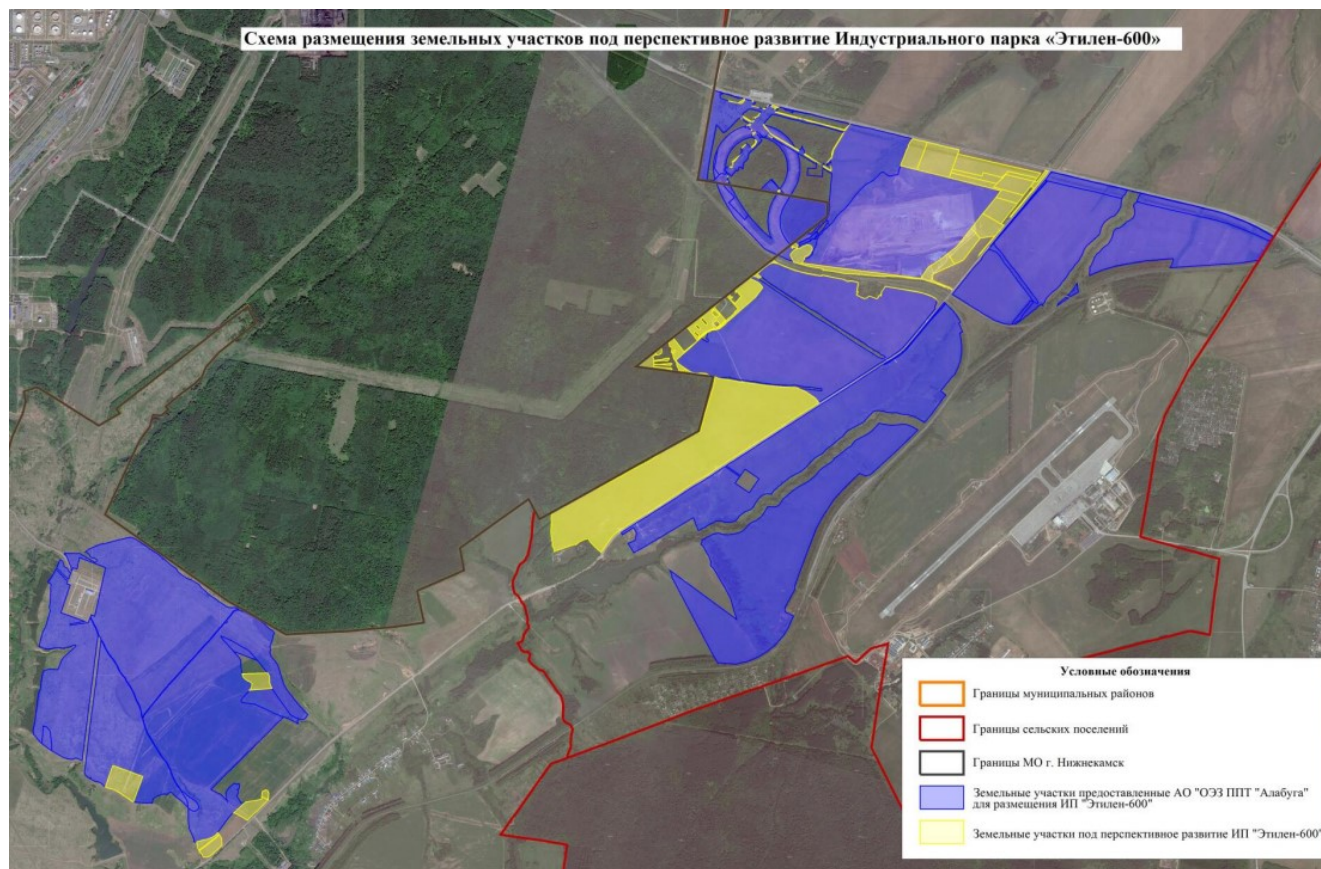 Схема размещения земельных участков под перспективное развитие Индустриального парка «Этилен-600»
Условные обозначения
Границы муниципальных районов
Границы сельских поселений
Границы МО г. Нижнекамск
Земельные участки предоставленные АО "ОЭЗ ППТ "Алабуга"
для размещения ИП "Этилен-600"
Земельные участки под перспективное развитие ИП "Этилен-600"